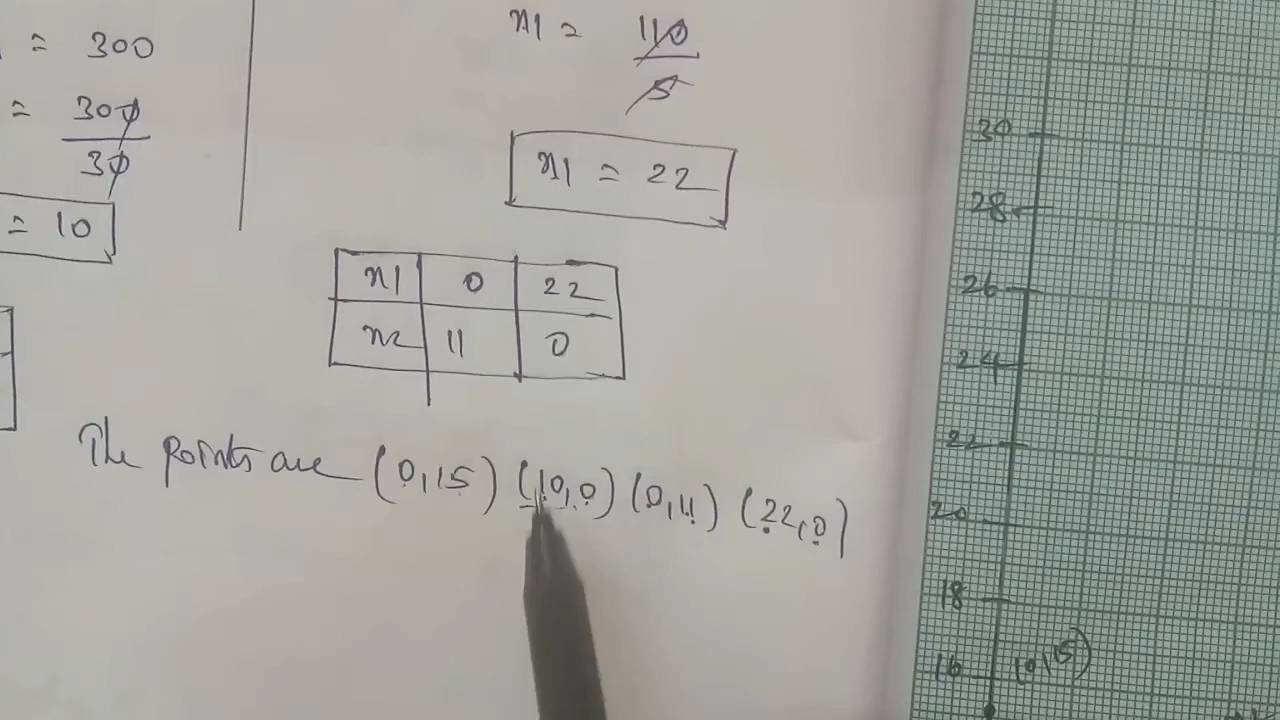 = 300
= 300
30
= 10
x1 = 110
5
x1 = 22
x1 0 22
x2 11 0
The points are (0,15) (10,0) (0,11) (22,0)
30
28
26
24
22
20
18
16 (0,15)